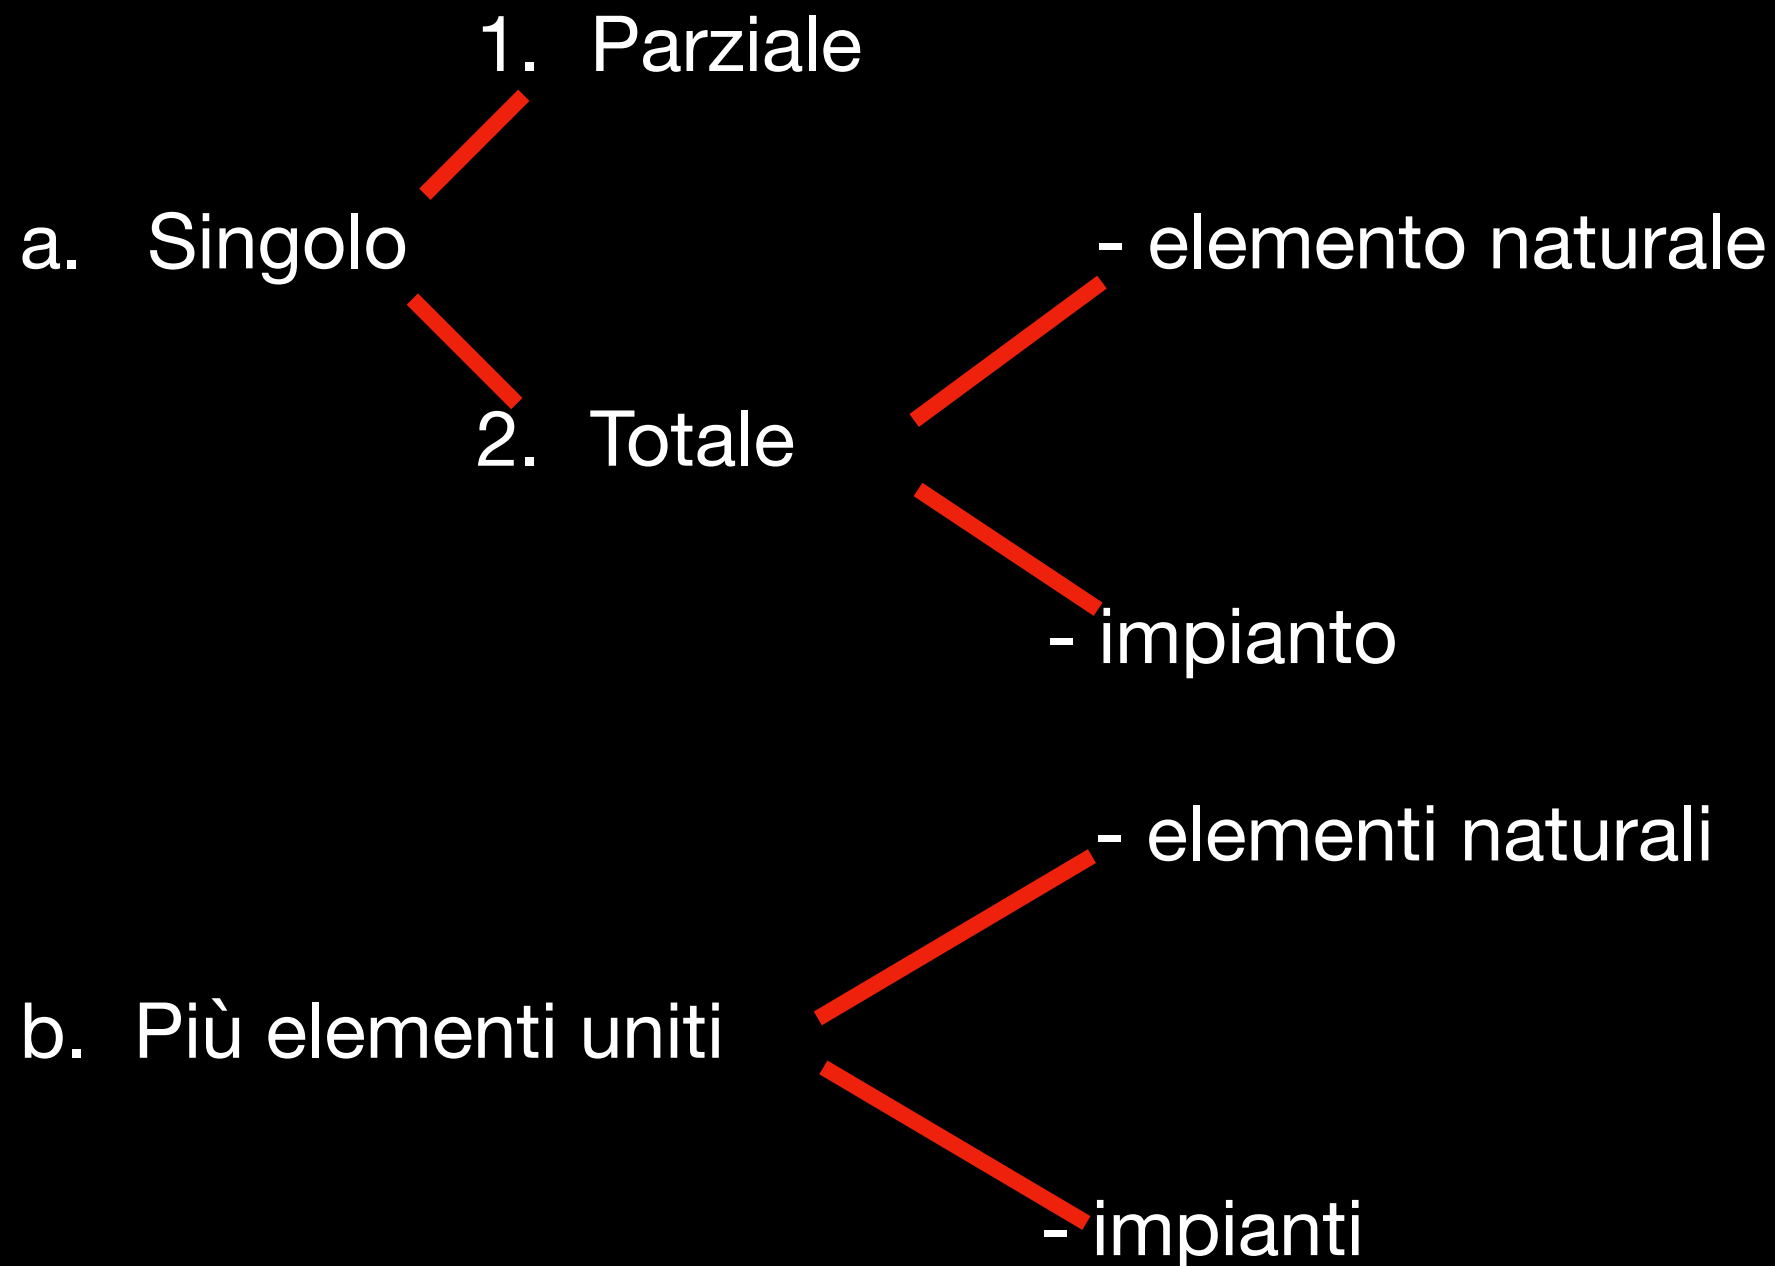 1. Parziale
a. Singolo
- elemento naturale
2. Totale
- impianto
- elementi naturali
b. Più elementi uniti
- impianti